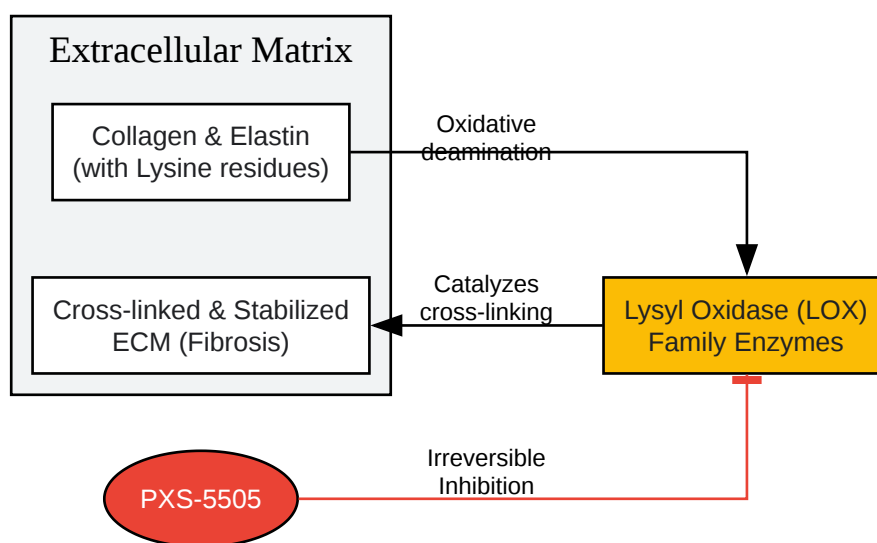 Extracellular Matrix
Collagen & Elastin
(with Lysine residues)
Oxidative
deamination
Cross-linked & Stabilized
ECM (Fibrosis)
Catalyzes
cross-linking
Lysyl Oxidase (LOX)
Family Enzymes
PXS-5505
Irreversible
Inhibition